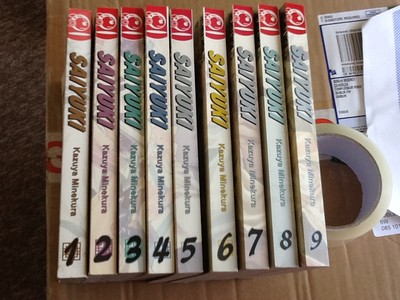 SAIYUKI Kazuya Minekura 1
SAIYUKI Kazuya Minekura 2
SAIYUKI Kazuya Minekura 3
SAIYUKI Kazuya Minekura 4
SAIYUKI Kazuya Minekura 5
SAIYUKI Kazuya Minekura 6
SAIYUKI Kazuya Minekura 7
SAIYUKI Kazuya Minekura 8
SAIYUKI Kazuya Minekura 9